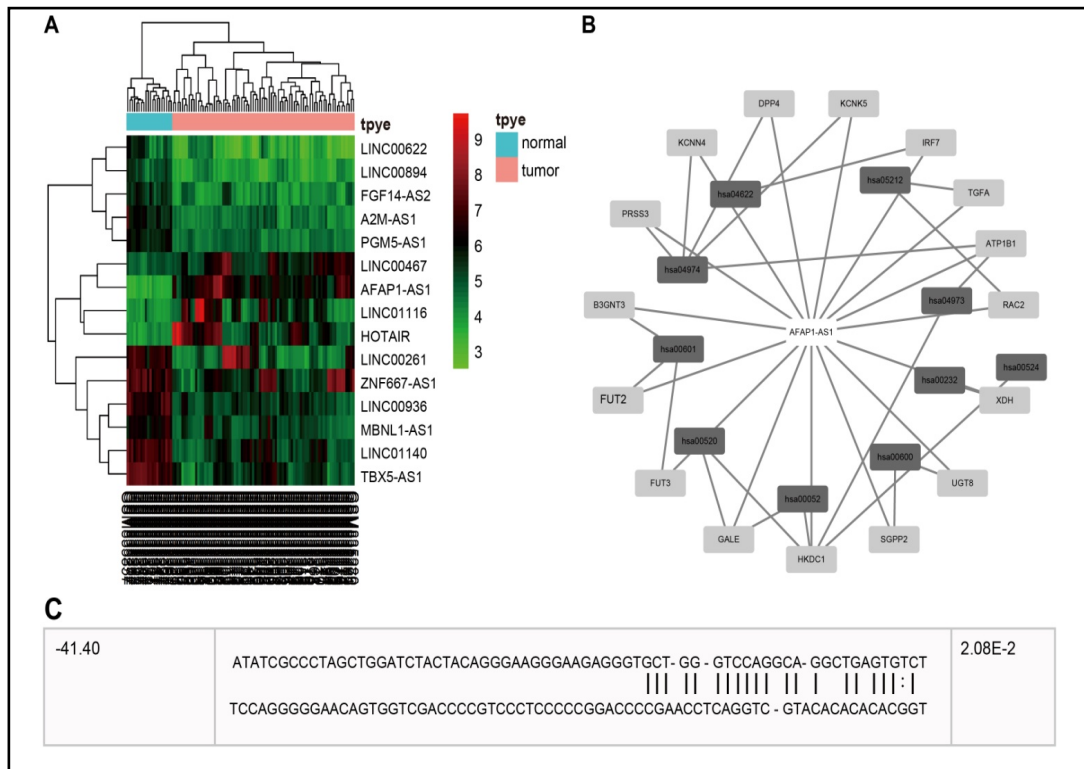 A
tpye
LINC00622
LINC00894
FGF14-AS2
A2M-AS1
PGM5-AS1
LINC00467
AFAP1-AS1
LINC01116
HOTAIR
LINC00261
ZNF667-AS1
LINC00936
MBNL1-AS1
LINC01140
TBX5-AS1
9
8
7
6
5
4
3
tpye
normal
tumor
B
DPP4
KCNK5
KCNN4
IRF7
hsa04622
hsa05212
TGFA
PRSS3
ATP1B1
hsa04974
B3GNT3
hsa04973
RAC2
AFAP1-AS1
hsa00601
hsa00524
hsa00232
FUT2
XDH
hsa00520
hsa00600
FUT3
UGT8
hsa00052
GALE
SGPP2
HKDC1
C
-41.40
ATATCGCCCTAGCTGGATCTACTACAGGGAAGGGAAGAGGGTGCT- GG - GTCCAGGCA- GGCTGAGTGTCT
2.08E-2
TCCAGGGGGAACAGTGGTCGACCCCGTCCCTCCCCCGGACCCCGAACCTCAGGTC - GTACACACACACGGT